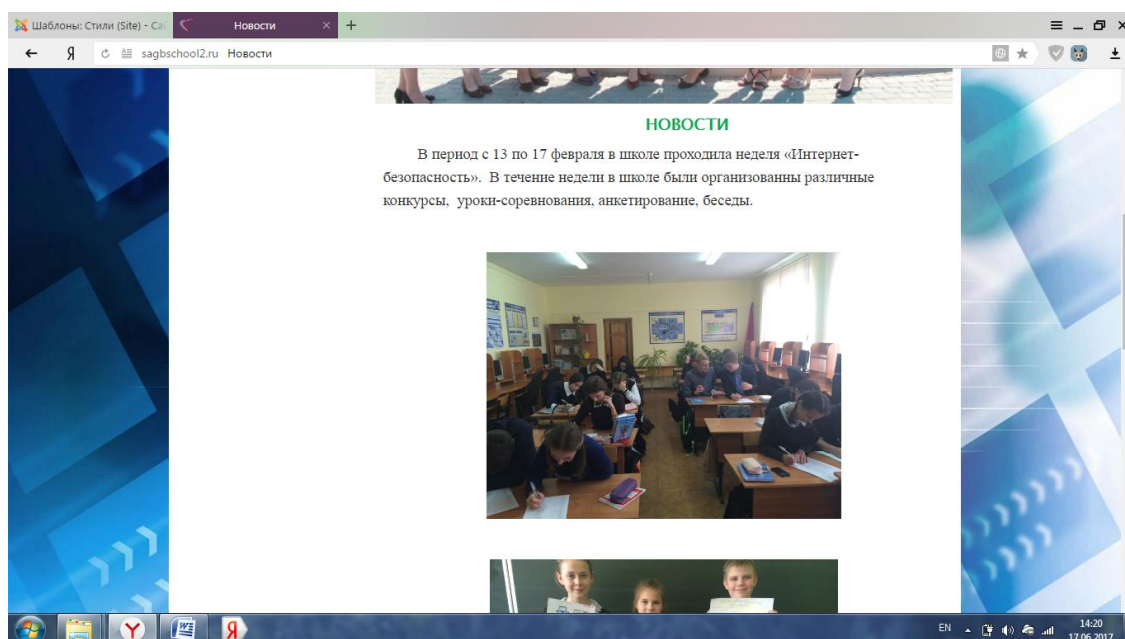 Шаблоны: Стили (Site) - Са
Новости
sagbschool2.ru Новости
НОВОСТИ
В период с 13 по 17 февраля в школе проходила неделя «Интернет-
безопасность». В течение недели в школе были организованны различные
конкурсы, уроки-соревнования, анкетирование, беседы.
EN
14:20
17.06.2017